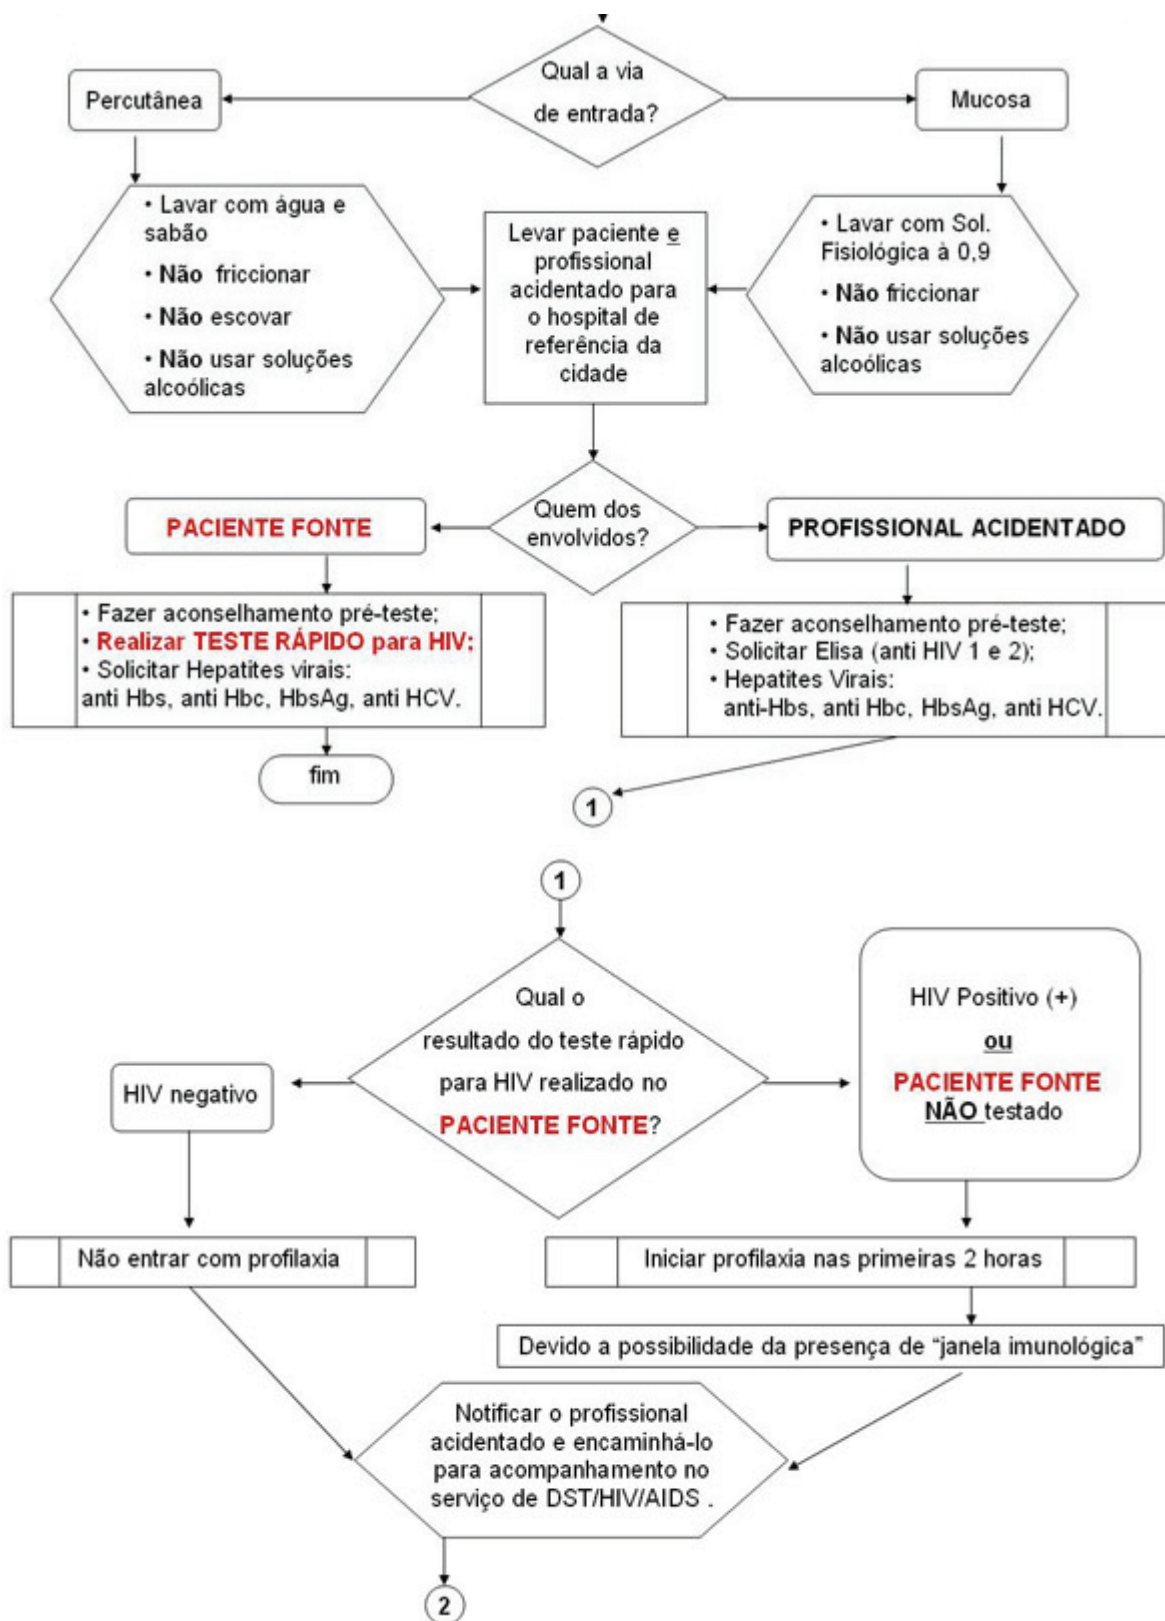 Qual a via
de entrada?
Percutânea
Mucosa
• Lavar com água e
sabão
• Não friccionar
• Não escovar
• Não usar soluções
alcoólicas
Levar paciente e
profissional
acidentado para
o hospital de
referência da
cidade
• Lavar com Sol.
Fisiológica à 0,9
• Não friccionar
• Não usar soluções
alcoólicas
Quem dos
envolvidos?
PACIENTE FONTE
PROFISSIONAL ACIDENTADO
• Fazer aconselhamento pré-teste;
• Realizar TESTE RÁPIDO para HIV;
• Solicitar Hepatites virais:
anti Hbs, anti Hbc, HbsAg, anti HCV.
• Fazer aconselhamento pré-teste;
• Solicitar Elisa (anti HIV 1 e 2);
• Hepatites Virais:
anti-Hbs, anti Hbc, HbsAg, anti HCV.
fim
1
1
Qual o
resultado do teste rápido
para HIV realizado no
PACIENTE FONTE?
HIV negativo
HIV Positivo (+)
ou
PACIENTE FONTE
NÃO testado
Não entrar com profilaxia
Iniciar profilaxia nas primeiras 2 horas
Devido a possibilidade da presença de “janela imunológica”
Notificar o profissional
acidentado e encaminhá-lo
para acompanhamento no
serviço de DST/HIV/AIDS .
2